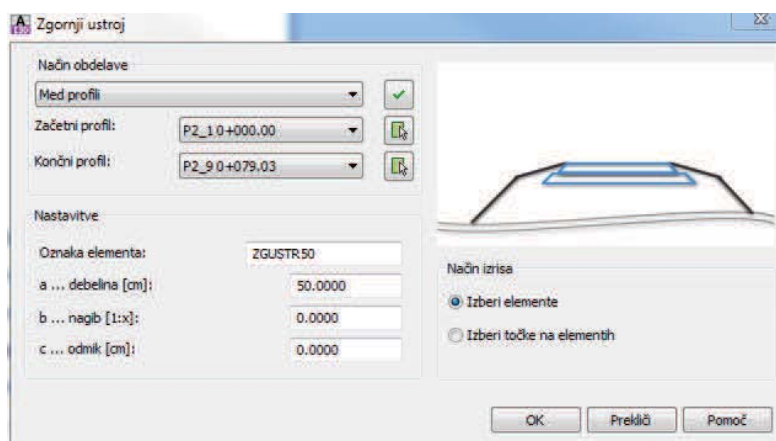 Zgornji ustroj
Način obdelave
Med profili
Začetni profil: P2_1 0+000.00
Končni profil: P2_9 0+079.03
Nastavitve
Oznaka elementa: ZGUSTR50
a ... debelina [cm]: 50.0000
b ... nagib [1:x]: 0.0000
c ... odmik [cm]: 0.0000
Način izrisa
Izberi elemente
Izberi točke na elementih
OK Prekliči Pomoč